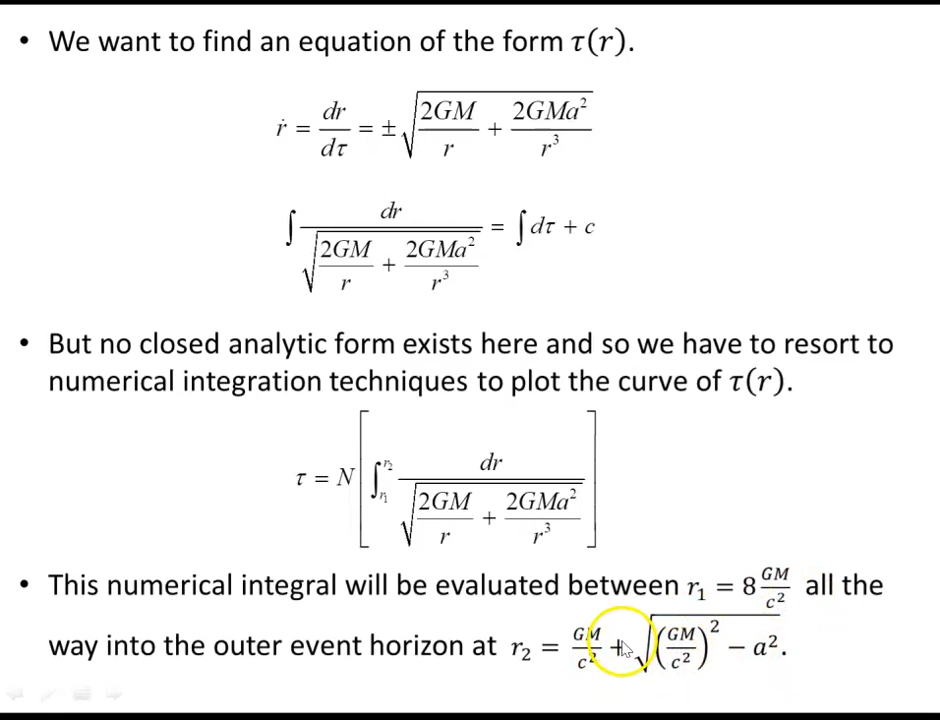 • We want to find an equation of the form τ(r).
ṙ = dr/dτ = ±√(2GM/r + 2GMa²/r³)
∫ dr/√(2GM/r + 2GMa²/r³) = ∫dτ + c
• But no closed analytic form exists here and so we have to resort to
numerical integration techniques to plot the curve of τ(r).
τ = N[∫_{r₁}^{r₂} dr/√(2GM/r + 2GMa²/r³)]
• This numerical integral will be evaluated between r₁ = 8 GM/c² all the
way into the outer event horizon at r₂ = GM/c² + √((GM/c²)² − a²).